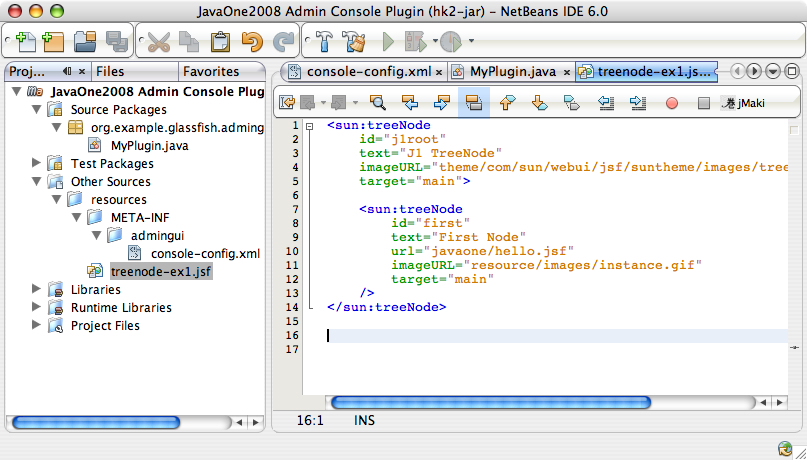 JavaOne2008 Admin Console Plugin (hk2-jar) – NetBeans IDE 6.0
jMaki
Proj...
Files
Favorites
JavaOne2008 Admin Console Plug
Source Packages
org.example.glassfish.adming
MyPlugin.java
Test Packages
Other Sources
resources
META-INF
admingui
console-config.xml
treenode-ex1.jsf
Libraries
Runtime Libraries
Project Files
console-config.xml
MyPlugin.java
treenode-ex1.js...
1 <sun:treeNode
2 id="j1root"
3 text="J1 TreeNode"
4 imageURL="theme/com/sun/webui/jsf/suntheme/images/tree
5 target="main">
6
7 <sun:treeNode
8 id="first"
9 text="First Node"
10 url="javaone/hello.jsf"
11 imageURL="resource/images/instance.gif"
12 target="main"
13 />
14 </sun:treeNode>
15
16
17
16:1 INS